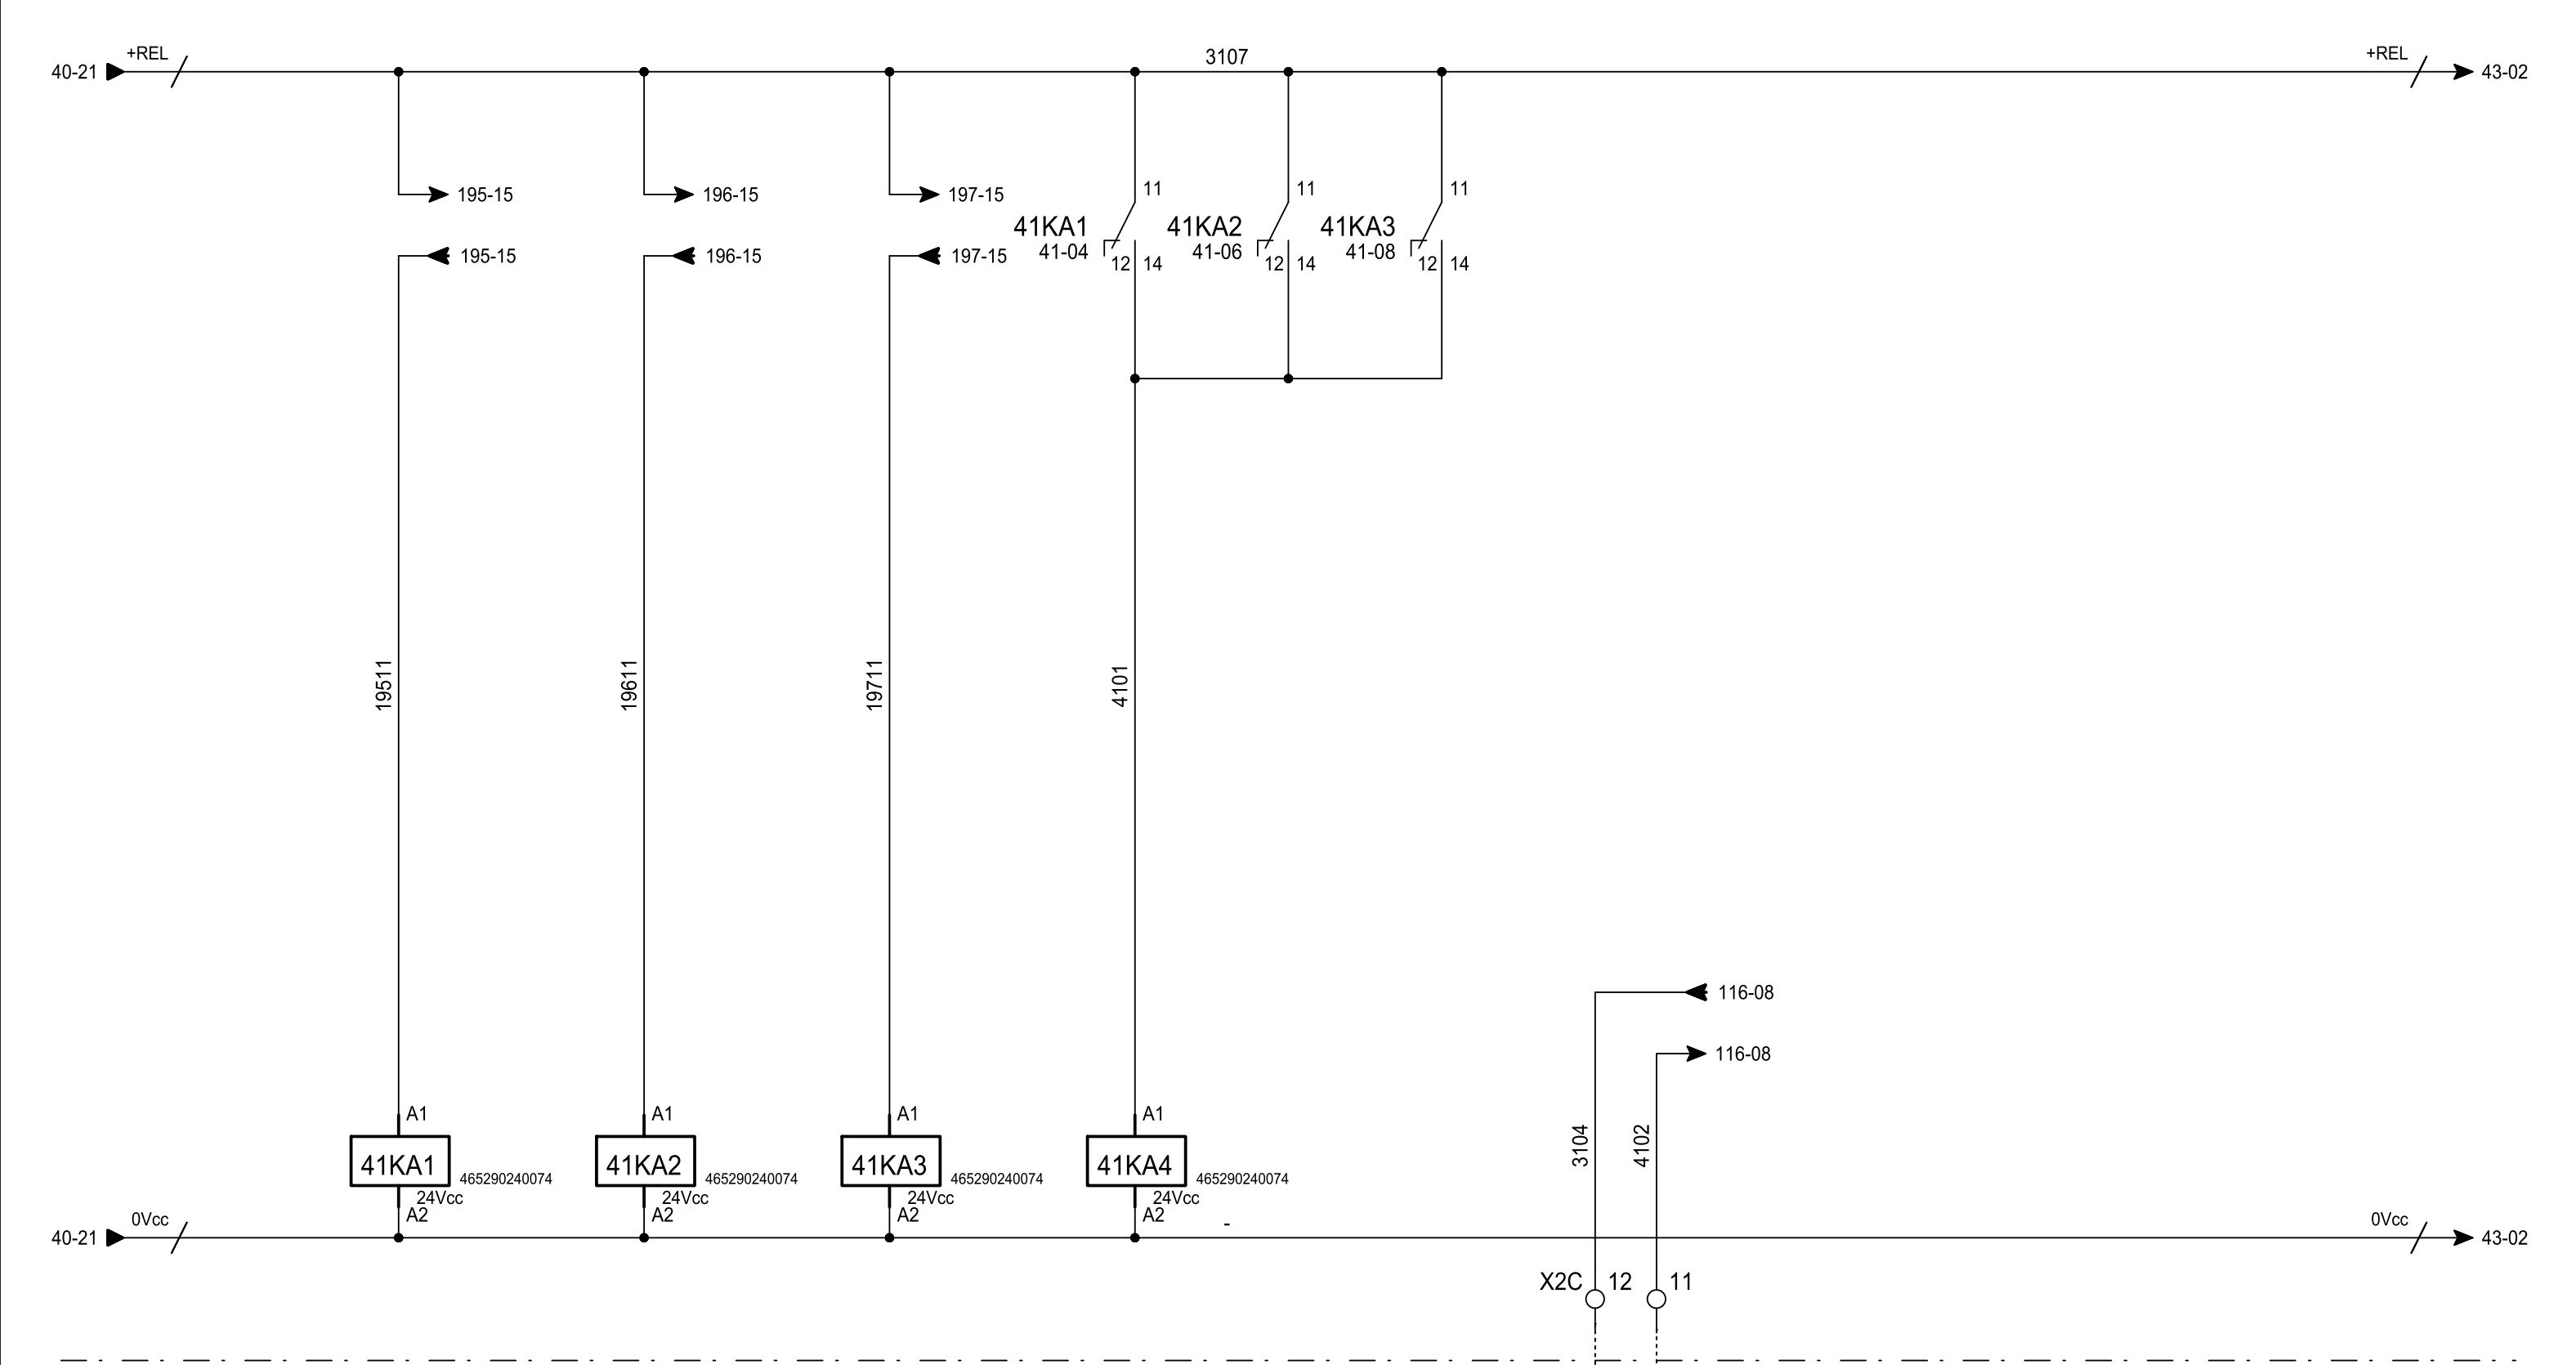 +REL
3107
+REL
40-21
43-02
195-15
196-15
197-15
11
11
11
41KA1
41KA2
41KA3
41-04
41-06
41-08
195-15
196-15
197-15
12 14
12 14
12 14
19511
19611
19711
4101
116-08
116-08
3104
4102
A1
A1
A1
A1
41KA1
41KA2
41KA3
41KA4
465290240074
465290240074
465290240074
465290240074
24Vcc
24Vcc
24Vcc
24Vcc
A2
A2
A2
A2
-
0Vcc
0Vcc
40-21
43-02
X2C 12 11